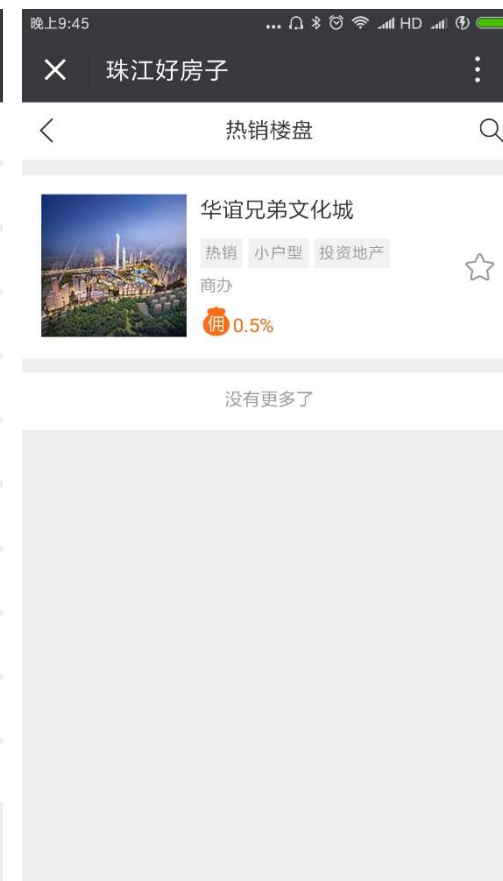 晚上9:45 ... HD
珠江好房子
热销楼盘
华谊兄弟文化城
热销 小户型 投资地产
商办
佣 0.5%
没有更多了